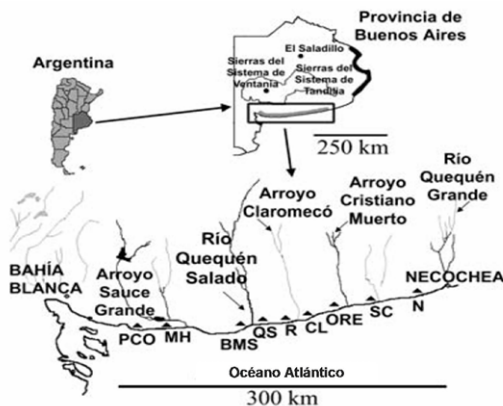 Provincia de
Buenos Aires
Argentina
El Saladillo
Sierras del
Sistema de
Ventania
Sierras del
Sistema de
Tandilia
250 km
Río
Quequén
Grande
Arroyo
Cristiano
Muerto
Arroyo
Claromecó
Río
Quequén
Salado
BAHÍA
BLANCA
Arroyo
Sauce
Grande
NECOCHEA
PCO
MH
BMS
QS
R
CL
ORE
SC
N
Océano Atlántico
300 km